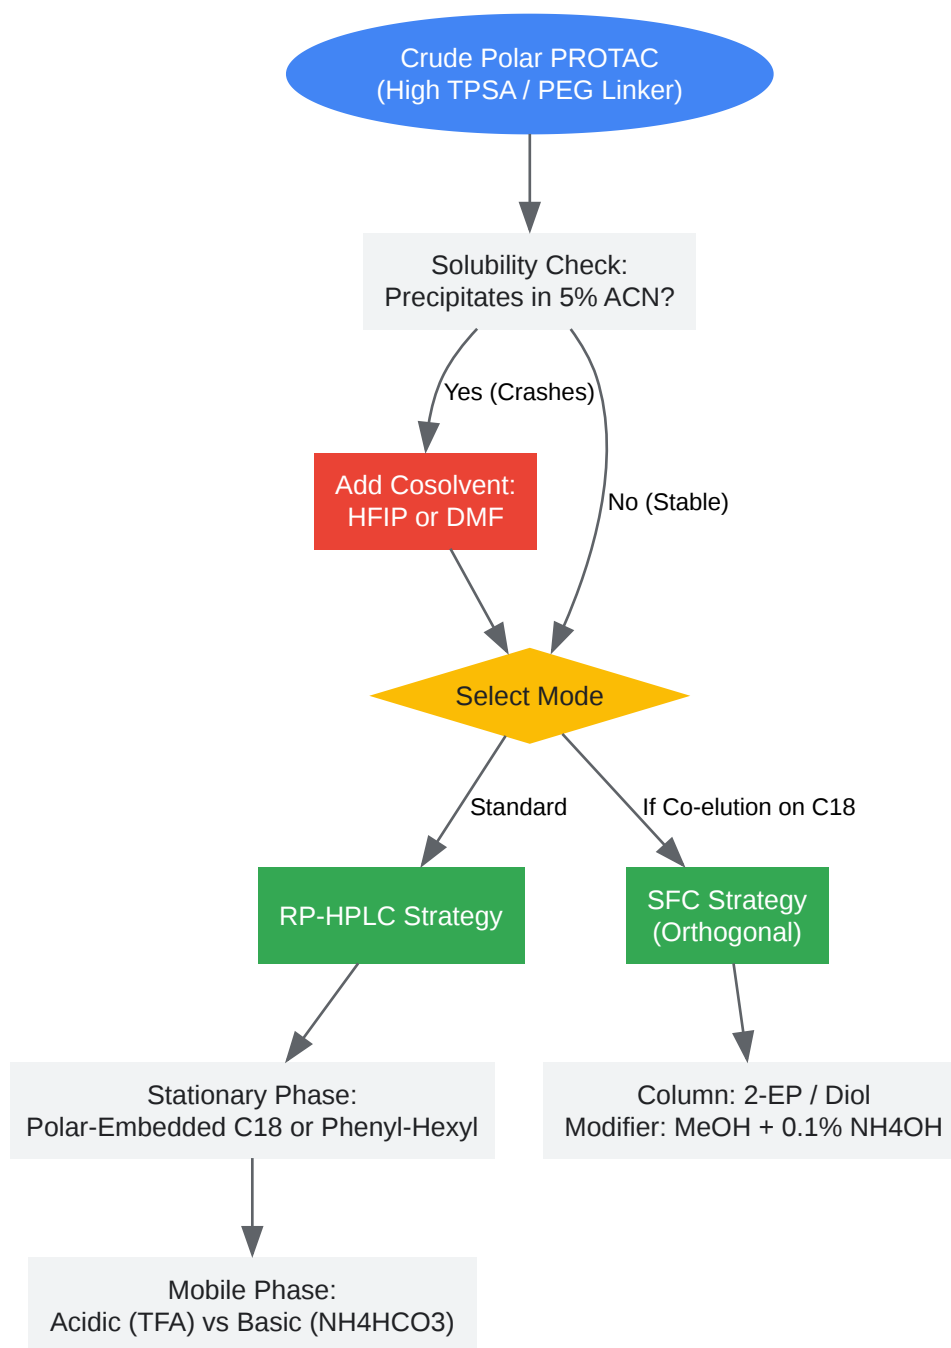 Crude Polar PROTAC
(High TPSA / PEG Linker)
Solubility Check:
Precipitates in 5% ACN?
Yes (Crashes)
Add Cosolvent:
HFIP or DMF
No (Stable)
Select Mode
Standard
If Co-elution on C18
RP-HPLC Strategy
SFC Strategy
(Orthogonal)
Stationary Phase:
Polar-Embedded C18 or Phenyl-Hexyl
Column: 2-EP / Diol
Modifier: MeOH + 0.1% NH4OH
Mobile Phase:
Acidic (TFA) vs Basic (NH4HCO3)